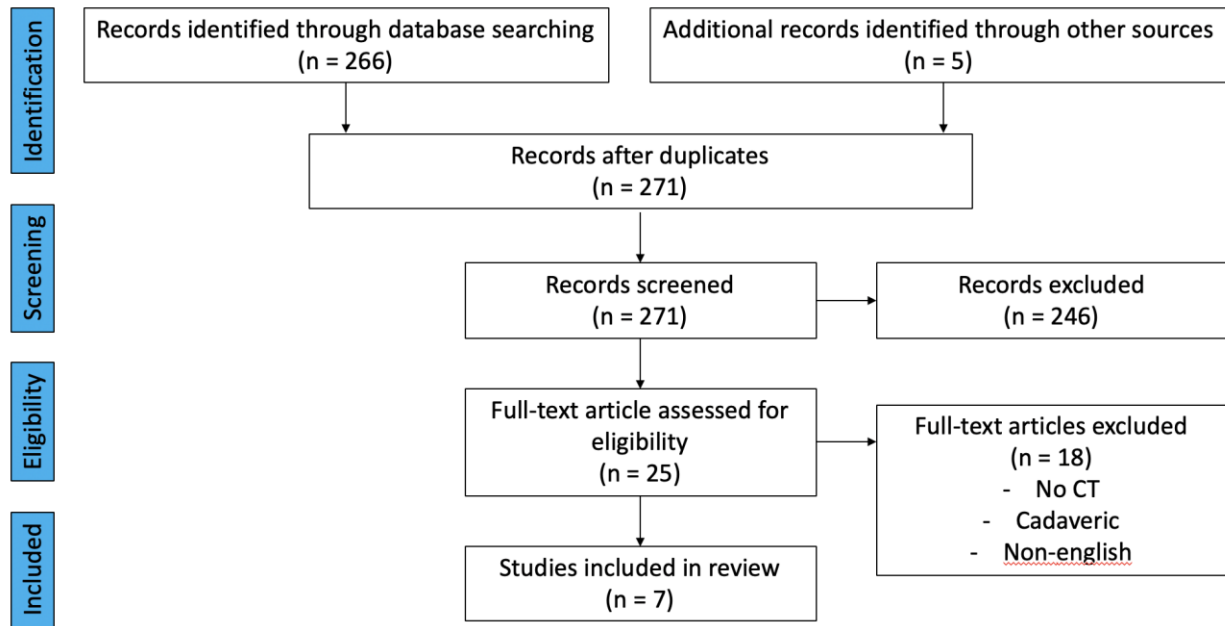 Identification
Records identified through database searching
(n = 266)
Additional records identified through other sources
(n = 5)
Records after duplicates
(n = 271)
Screening
Records screened
(n = 271)
Records excluded
(n = 246)
Eligibility
Full-text article assessed for
eligibility
(n = 25)
Full-text articles excluded
(n = 18)
- No CT
- Cadaveric
- Non-english
Included
Studies included in review
(n = 7)